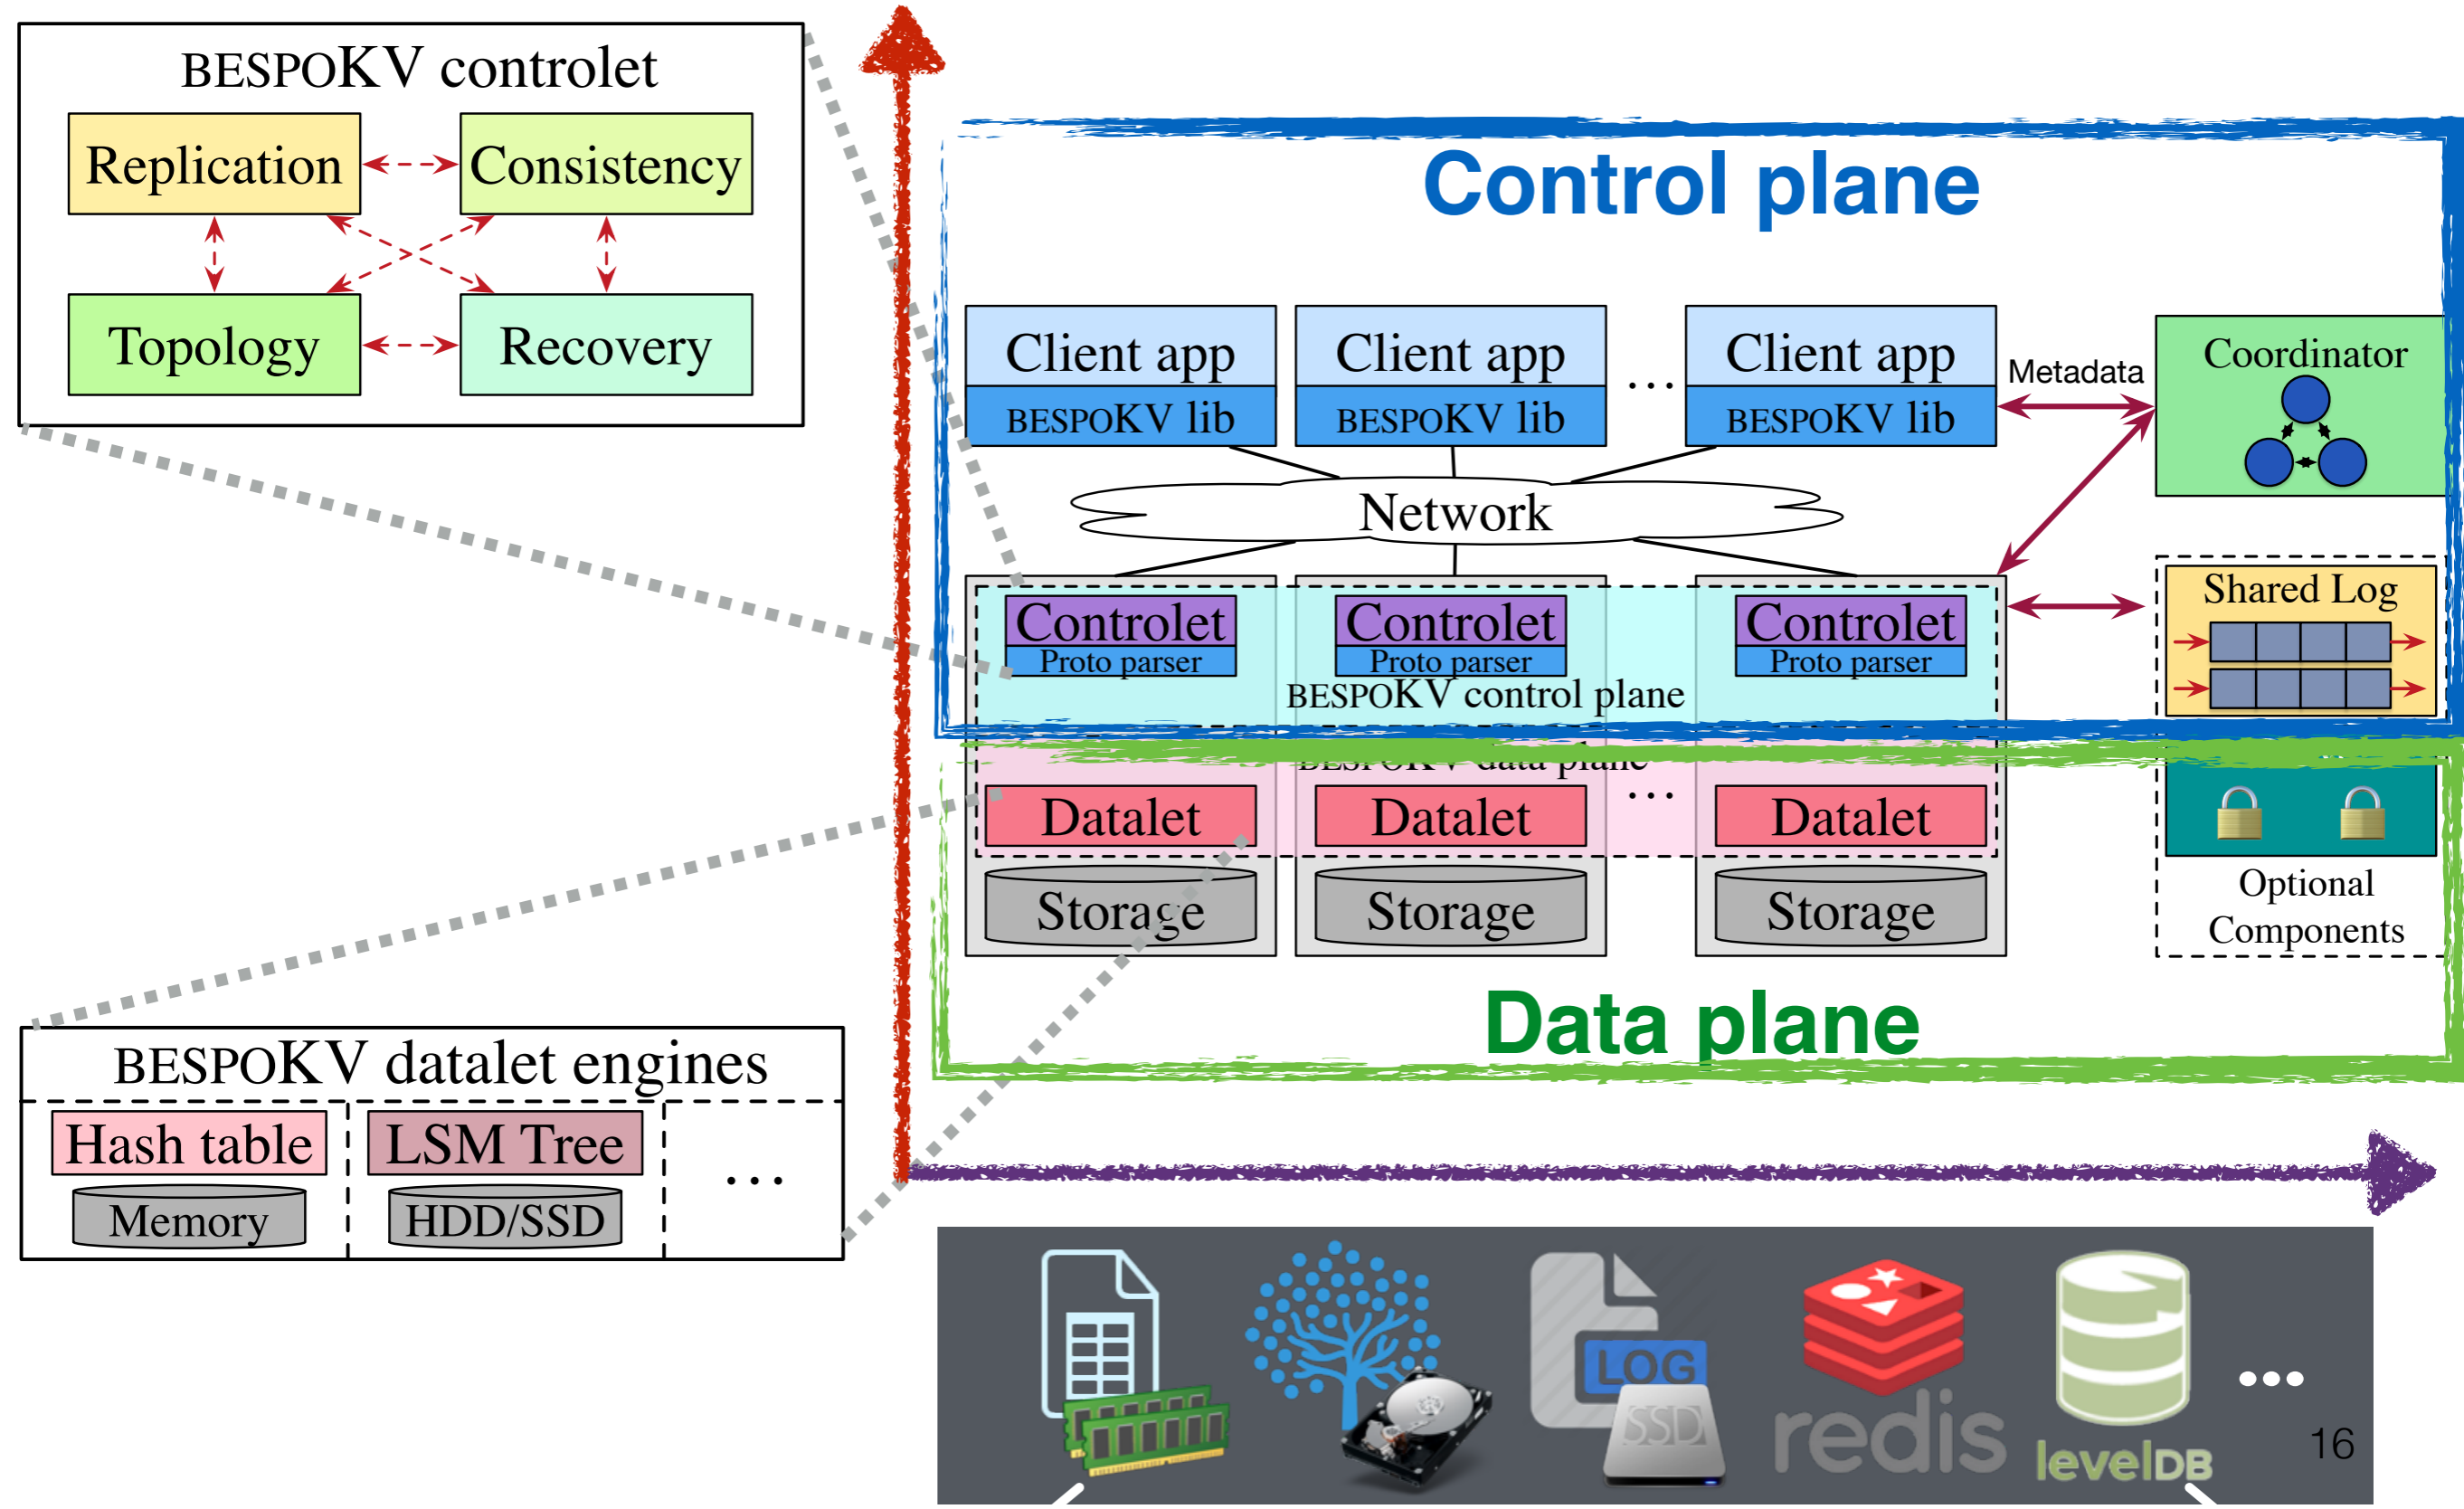 BESPOKV controlet
Replication
Consistency
Topology
Recovery
Control plane
Client app
BESPOKV lib
Client app
BESPOKV lib
...
Client app
BESPOKV lib
Metadata
Coordinator
Network
Controlet
Proto parser
Controlet
Proto parser
Controlet
Proto parser
BESPOKV control plane
Shared Log
BESPOKV data plane
Datalet
Datalet
...
Datalet
Storage
Storage
Storage
Optional
Components
Data plane
BESPOKV datalet engines
Hash table
LSM Tree
...
Memory
HDD/SSD
LOG
SSD
redis
levelDB
...
16